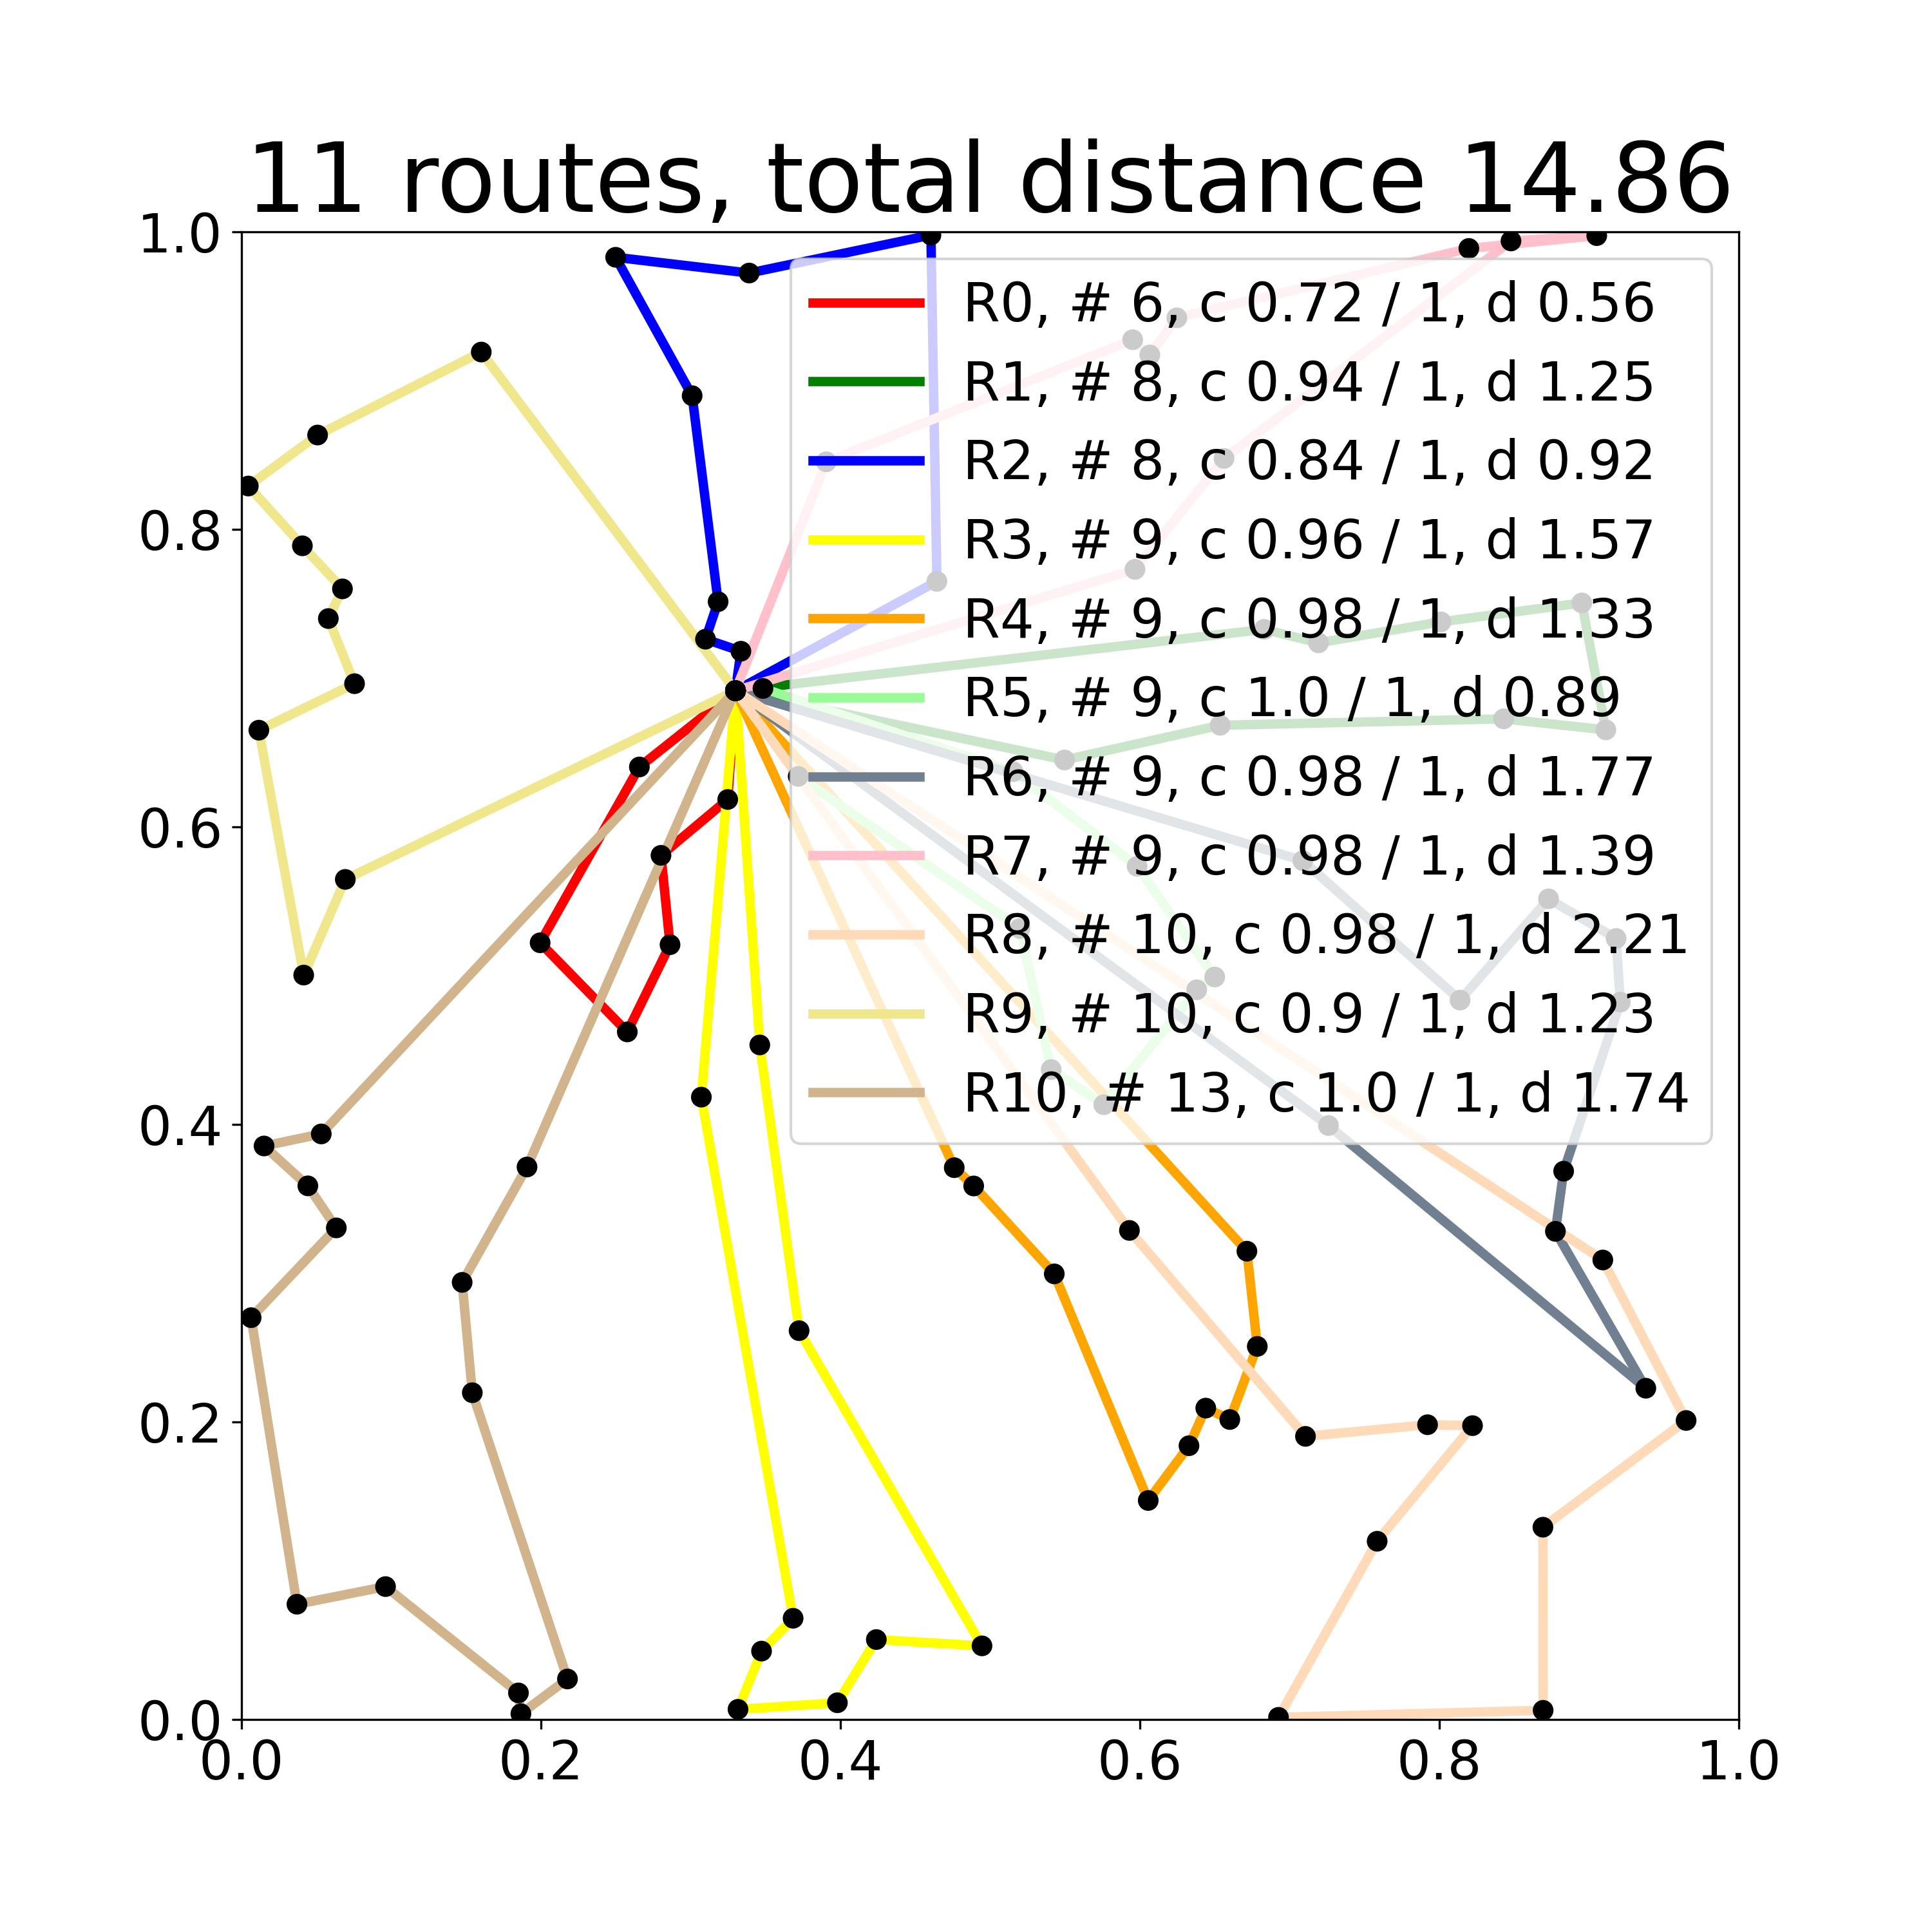 11 routes, total distance 14.86
1.0
0.8
0.6
0.4
0.2
0.0
R0, # 6, c 0.72 / 1, d 0.56
R1, # 8, c 0.94 / 1, d 1.25
R2, # 8, c 0.84 / 1, d 0.92
R3, # 9, c 0.96 / 1, d 1.57
R4, # 9, c 0.98 / 1, d 1.33
R5, # 9, c 1.0 / 1, d 0.89
R6, # 9, c 0.98 / 1, d 1.77
R7, # 9, c 0.98 / 1, d 1.39
R8, # 10, c 0.98 / 1, d 2.21
R9, # 10, c 0.9 / 1, d 1.23
R10, # 13, c 1.0 / 1, d 1.74
0.0 0.2 0.4 0.6 0.8 1.0